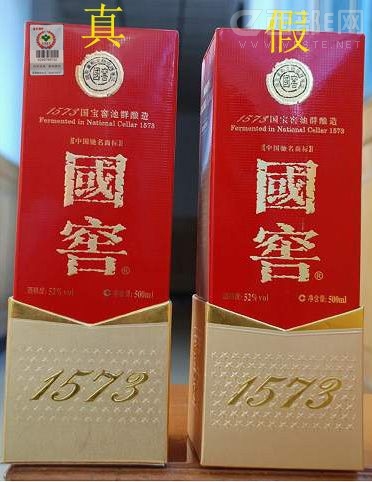 真
假
1573国宝窖池群酿造
Fermented in National Cellar 1573
〖中国驰名商标〗
國
窖®
酒精度: 52%vol
净含量: 500ml
1573
1573国宝窖池群酿造
Fermented in National Cellar 1573
〖中国驰名商标〗
國
窖®
酒精度: 52%vol
净含量: 500ml
1573